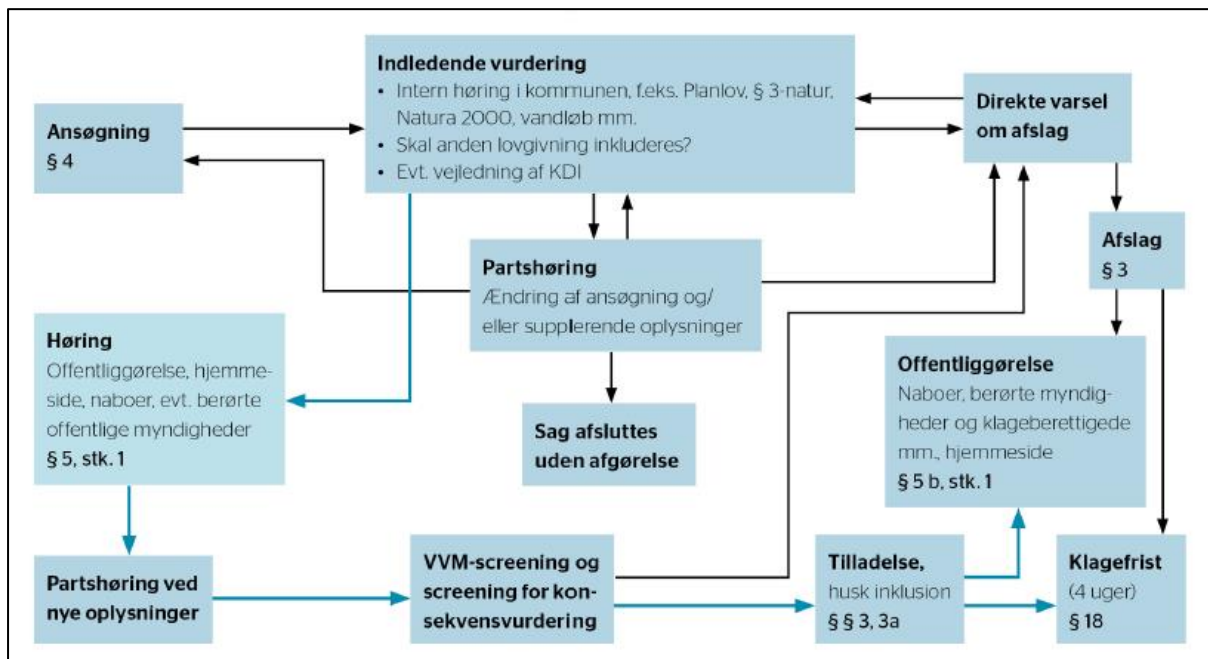 Indledende vurdering
• Intern høring i kommunen, f.eks. Planlov, § 3-natur,
Natura 2000, vandløb mm.
• Skal anden lovgivning inkluderes?
• Evt. vejledning af KDI
Ansøgning
§ 4
Direkte varsel
om afslag
Partshøring
Ændring af ansøgning og/
eller supplerende oplysninger
Afslag
§ 3
Høring
Offentliggørelse, hjemme-
side, naboer, evt. berørte
offentlige myndigheder
§ 5, stk. 1
Sag afsluttes
uden afgørelse
Offentliggørelse
Naboer, berørte myndig-
heder og klageberettigede
mm., hjemmeside
§ 5 b, stk. 1
Partshøring ved
nye oplysninger
VVM-screening og
screening for kon-
sekvensvurdering
Tilladelse,
husk inklusion
§ § 3, 3a
Klagefrist
(4 uger)
§ 18